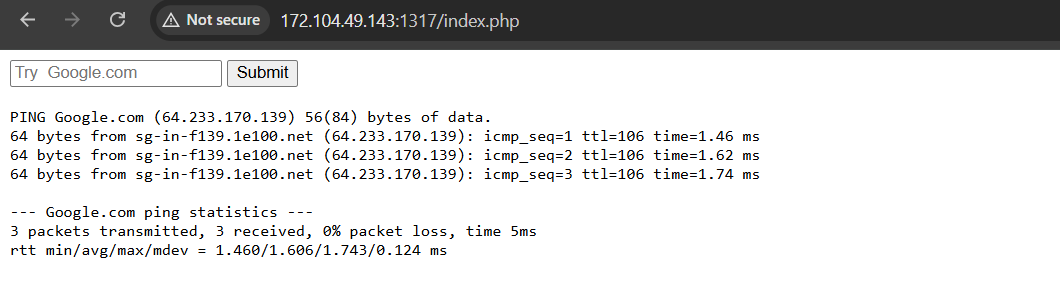 Not secure 172.104.49.143:1317/index.php
Try Google.com Submit
PING Google.com (64.233.170.139) 56(84) bytes of data.
64 bytes from sg-in-f139.1e100.net (64.233.170.139): icmp_seq=1 ttl=106 time=1.46 ms
64 bytes from sg-in-f139.1e100.net (64.233.170.139): icmp_seq=2 ttl=106 time=1.62 ms
64 bytes from sg-in-f139.1e100.net (64.233.170.139): icmp_seq=3 ttl=106 time=1.74 ms
--- Google.com ping statistics ---
3 packets transmitted, 3 received, 0% packet loss, time 5ms
rtt min/avg/max/mdev = 1.460/1.606/1.743/0.124 ms